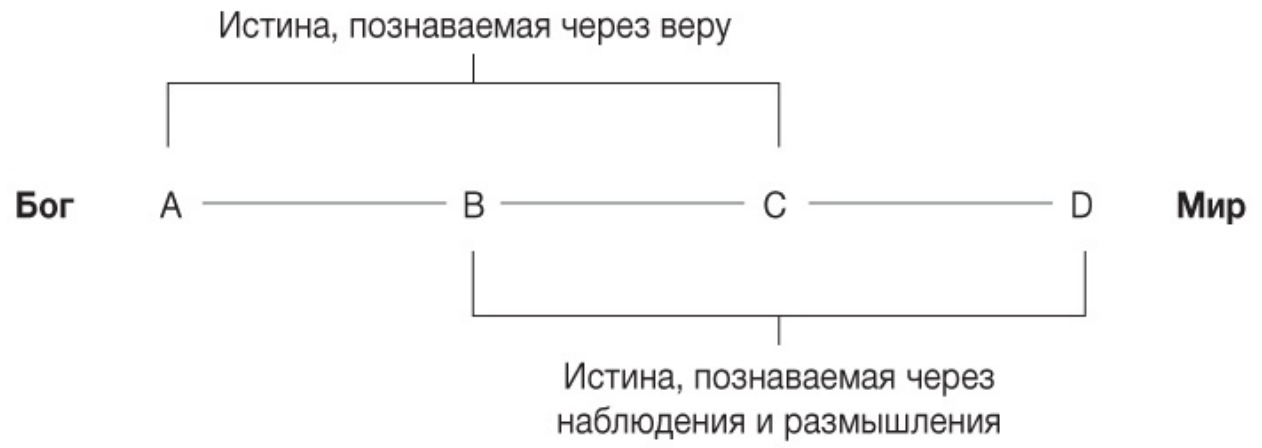 Истина, познаваемая через веру
Бог A B C D Мир
Истина, познаваемая через
наблюдения и размышления